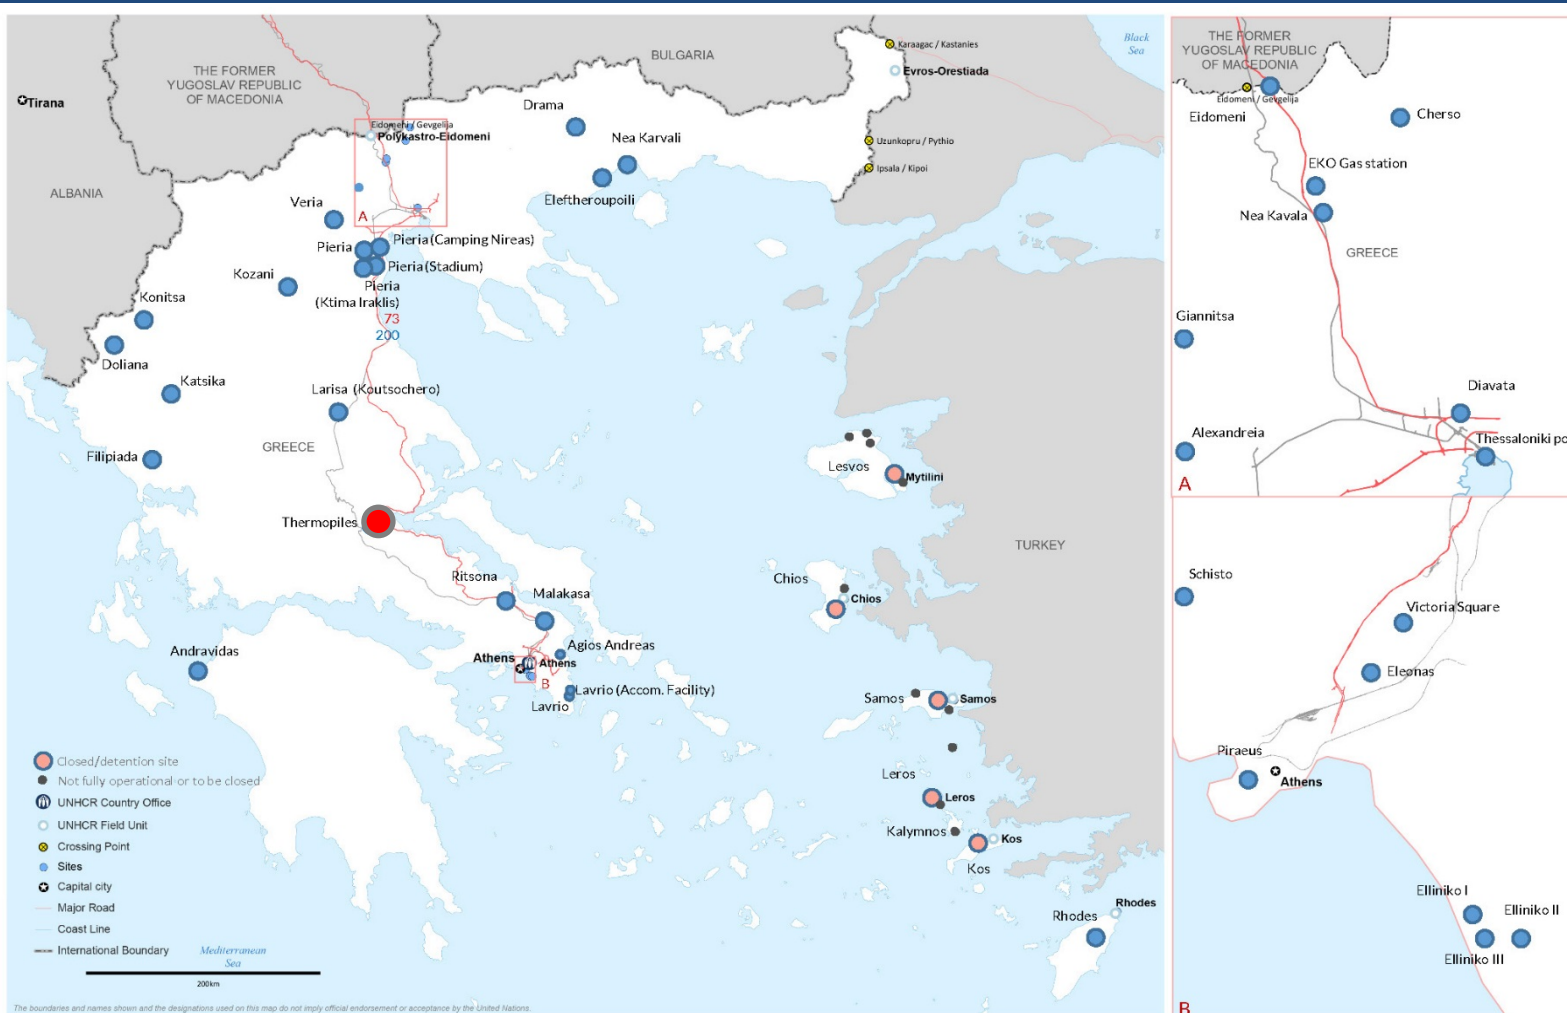 BULGARIA
Black
Sea
THE FORMER
YUGOSLAV REPUBLIC
OF MACEDONIA
Tirana
ALBANIA
Karaagac / Kastanies
Evros-Orestiada
Drama
Nea Karvali
Eleftheroupoili
Uzunkopru / Pythio
Ipsala / Kipoi
Eidomeni / Gevgelija
Polykastro-Eidomeni
A
Veria
Pieria
Pieria (Camping Nireas)
Pieria (Stadium)
Pieria
(Ktima Iraklis)
73
200
Kozani
Konitsa
Doliana
Katsika
Larisa (Koutsochero)
GREECE
Filipiada
Thermopiles
Lesvos
Mytilini
TURKEY
Ritsona
Malakasa
Chios
Chios
Agios Andreas
Athens
Athens
B
Lavrio (Accom. Facility)
Lavrio
Andravidas
Samos
Samos
Leros
Leros
Kalymnos
Kos
Kos
Rhodes
Rhodes
Closed/detention site
Not fully operational or to be closed
UNHCR Country Office
UNHCR Field Unit
Crossing Point
Sites
Capital city
Major Road
Coast Line
International Boundary
Mediterranean
Sea
200km
The boundaries and names shown and the designations used on this map do not imply official endorsement or acceptance by the United Nations.
THE FORMER
YUGOSLAV REPUBLIC
OF MACEDONIA
Eidomeni / Gevgelija
Eidomeni
Cherso
EKO Gas station
Nea Kavala
GREECE
Giannitsa
Diavata
Alexandreia
Thessaloniki po
A
Schisto
Victoria Square
Eleonas
Piraeus
Athens
Elliniko I
Elliniko II
Elliniko III
B